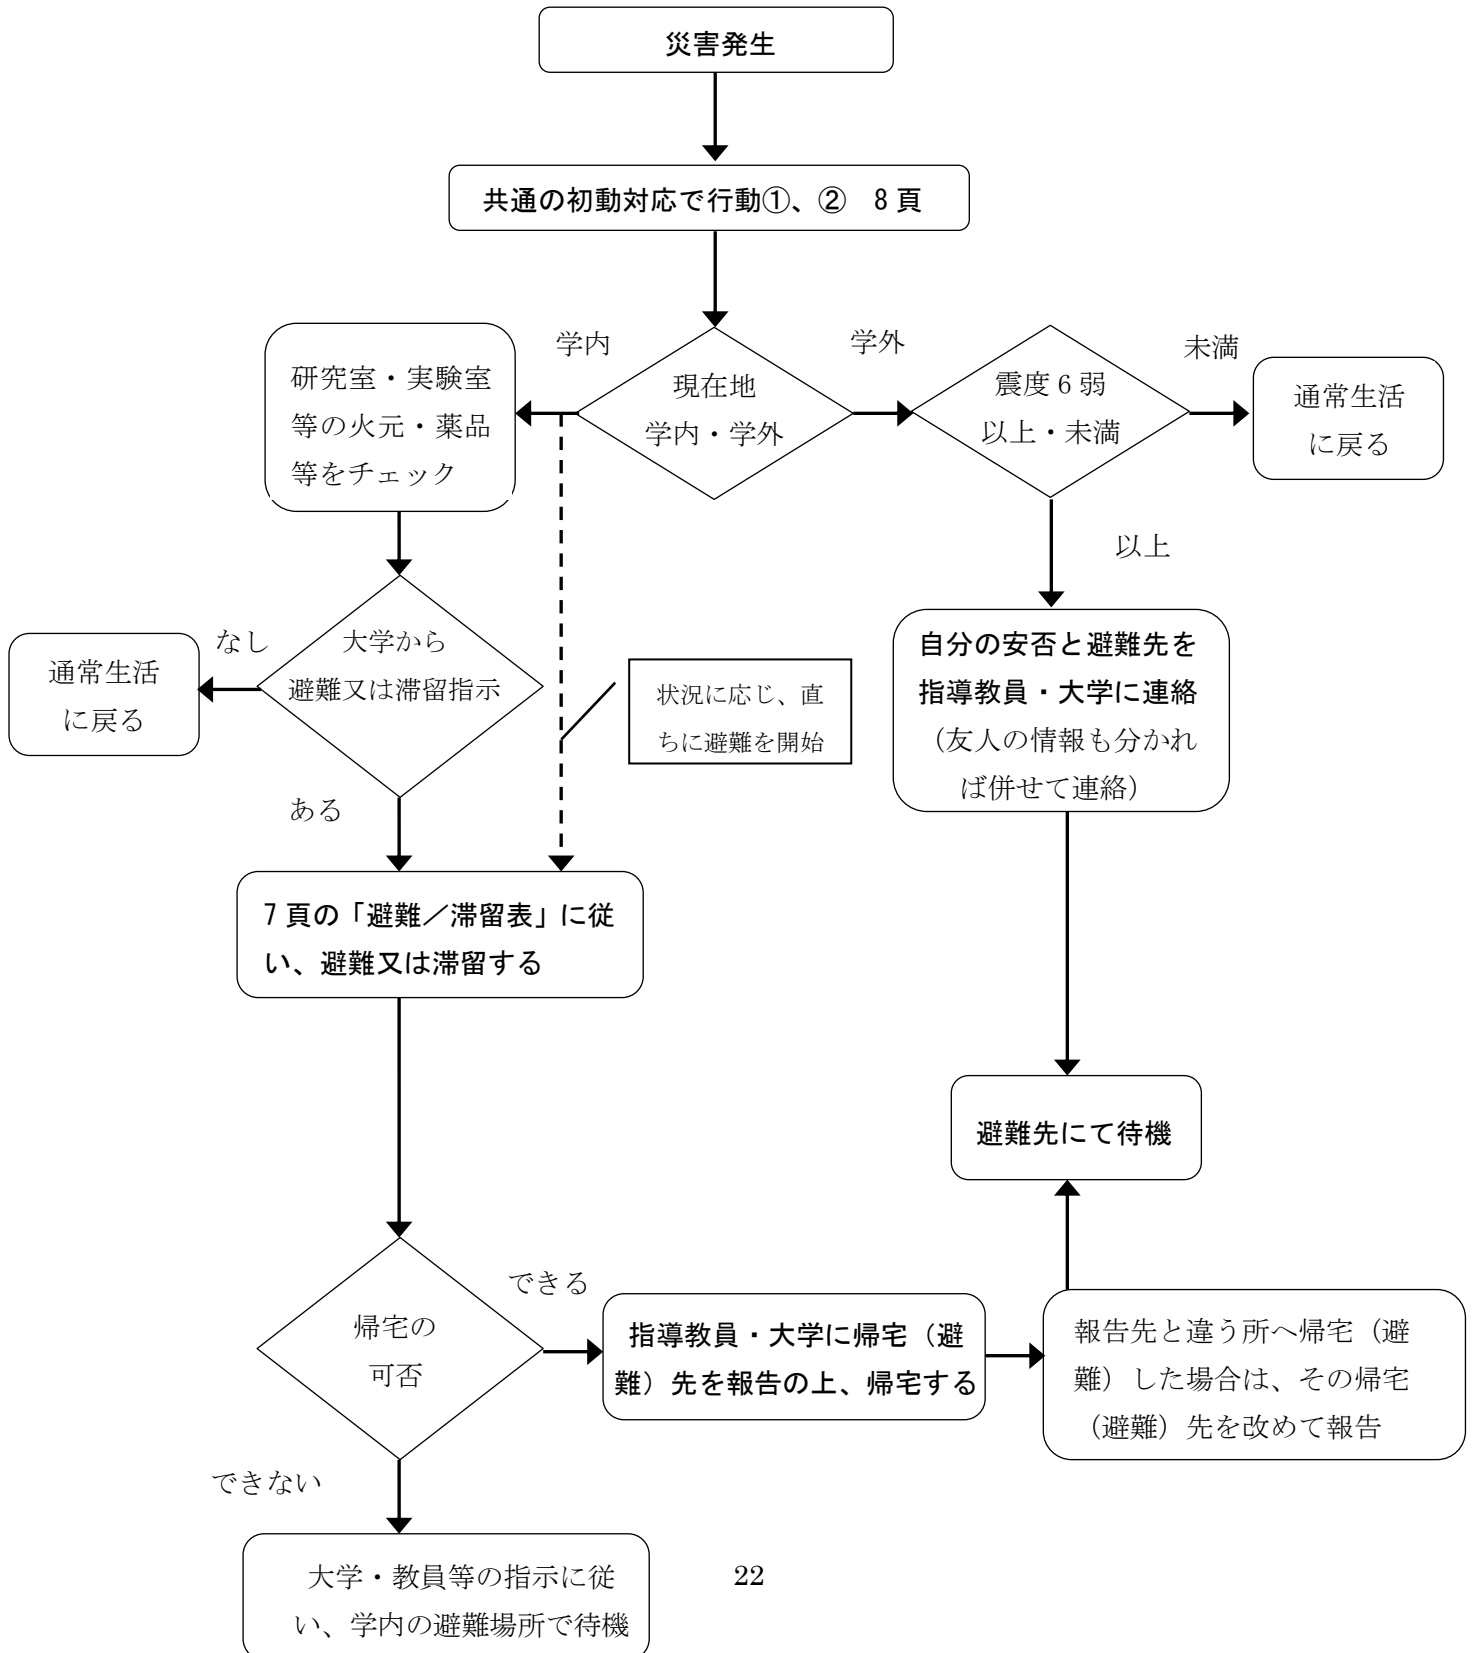 災害発生
共通の初動対応で行動①、② 8頁
学内
学外
未満
研究室・実験室
等の火元・薬品
等をチェック
現在地
学内・学外
震度6弱
以上・未満
通常生活
に戻る
以上
なし
大学から
避難又は滞留指示
通常生活
に戻る
状況に応じ、直
ちに避難を開始
自分の安否と避難先を
指導教員・大学に連絡
（友人の情報も分かれ
ば併せて連絡）
ある
7頁の「避難／滞留表」に従
い、避難又は滞留する
避難先にて待機
できる
帰宅の
可否
指導教員・大学に帰宅（避
難）先を報告の上、帰宅する
報告先と違う所へ帰宅（避
難）した場合は、その帰宅
（避難）先を改めて報告
できない
大学・教員等の指示に従
い、学内の避難場所で待機
22